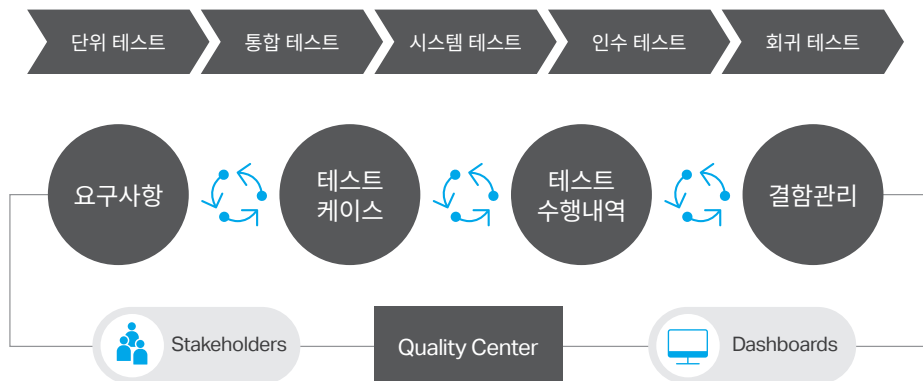 단위 테스트
통합 테스트
시스템 테스트
인수 테스트
회귀 테스트
요구사항
테스트
케이스
테스트
수행내역
결함관리
Stakeholders
Quality Center
Dashboards